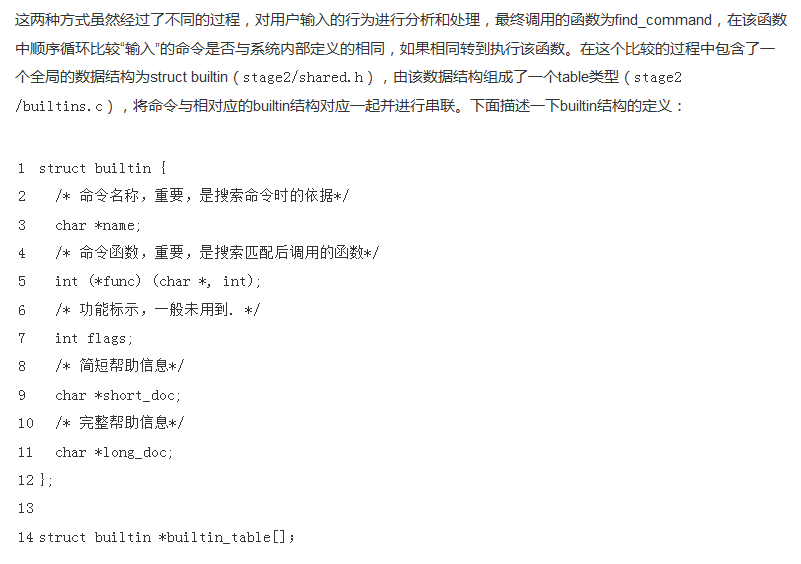 这两种方式虽然经过了不同的过程，对用户输入的行为进行分析和处理，最终调用的函数为find_command，在该函数
中顺序循环比较“输入”的命令是否与系统内部定义的相同，如果相同转到执行该函数。在这个比较的过程中包含了一
个全局的数据结构为struct builtin（stage2/shared.h），由该数据结构组成了一个table类型（stage2
/builtins.c），将命令与相对应的builtin结构对应一起并进行串联。下面描述一下builtin结构的定义：
1 struct builtin {
2 /* 命令名称，重要，是搜索命令时的依据*/
3 char *name;
4 /* 命令函数，重要，是搜索匹配后调用的函数*/
5 int (*func) (char *, int);
6 /* 功能标示，一般未用到. */
7 int flags;
8 /* 简短帮助信息*/
9 char *short_doc;
10 /* 完整帮助信息*/
11 char *long_doc;
12 };
13
14 struct builtin *builtin_table[];